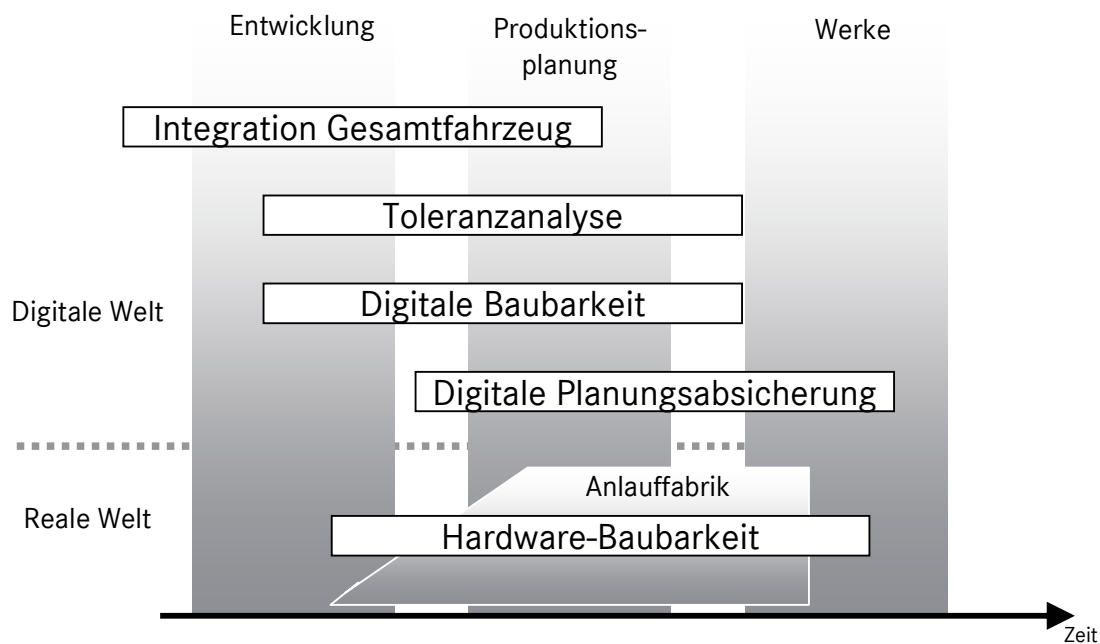 Entwicklung
Produktions-
planung
Werke
Integration Gesamtfahrzeug
Toleranzanalyse
Digitale Welt
Digitale Baubarkeit
Digitale Planungsabsicherung
Anlauffabrik
Reale Welt
Hardware-Baubarkeit
Zeit